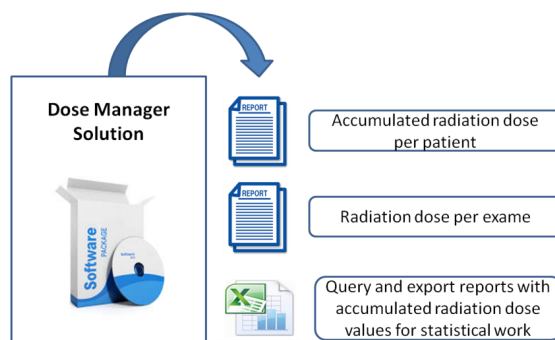 Dose Manager
Solution
Software
PACKAGE
Software
REPORT
Accumulated radiation dose
per patient
REPORT
Radiation dose per exame
Query and export reports with
accumulated radiation dose
values for statistical work